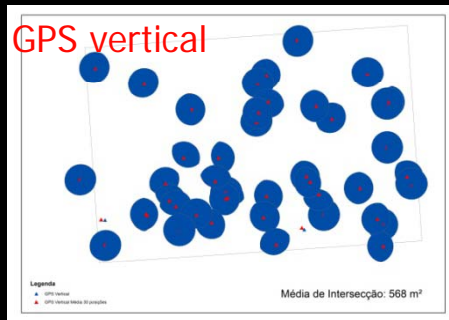 GPS vertical
Legenda
GPS Vertical
GPS Vertical Média 30 posições
Média de Intersecção: 568 m²